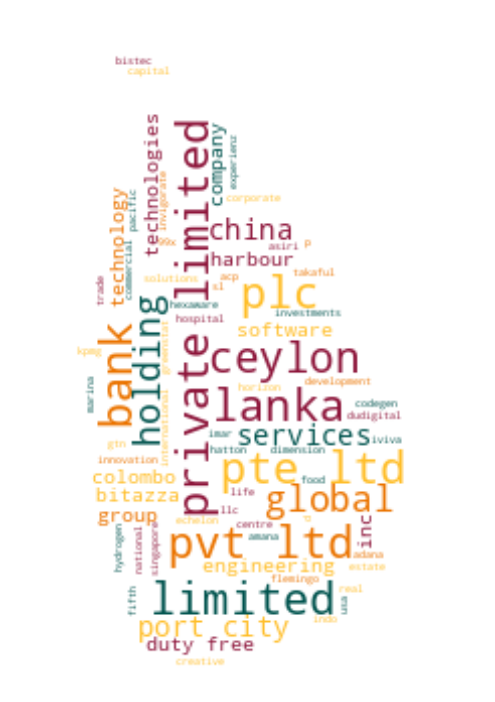 bistec
capital
technologies
private limited
company
experienz
invigorate
pacific
technology
commercial
corporate
china
99x
asiri
p
harbour
trade
solutions
acp
takaful
sl
plc
holding
hexaware
investments
hospital
software
bank
kpmg
greenstat
ceylon
marina
international
horizon
development
lanka
codegen
dudigital
imar
services
iviva
gtn
hatton
dimension
innovation
pte ltd
colombo
food
bitazza
life
global
group
llc
echelon
centre
inc
hydrogen
national
singapore
amana
pvt ltd
adana
engineering
estate
flemingo
fifth
limited
real
usa
port city
indo
duty free
creative